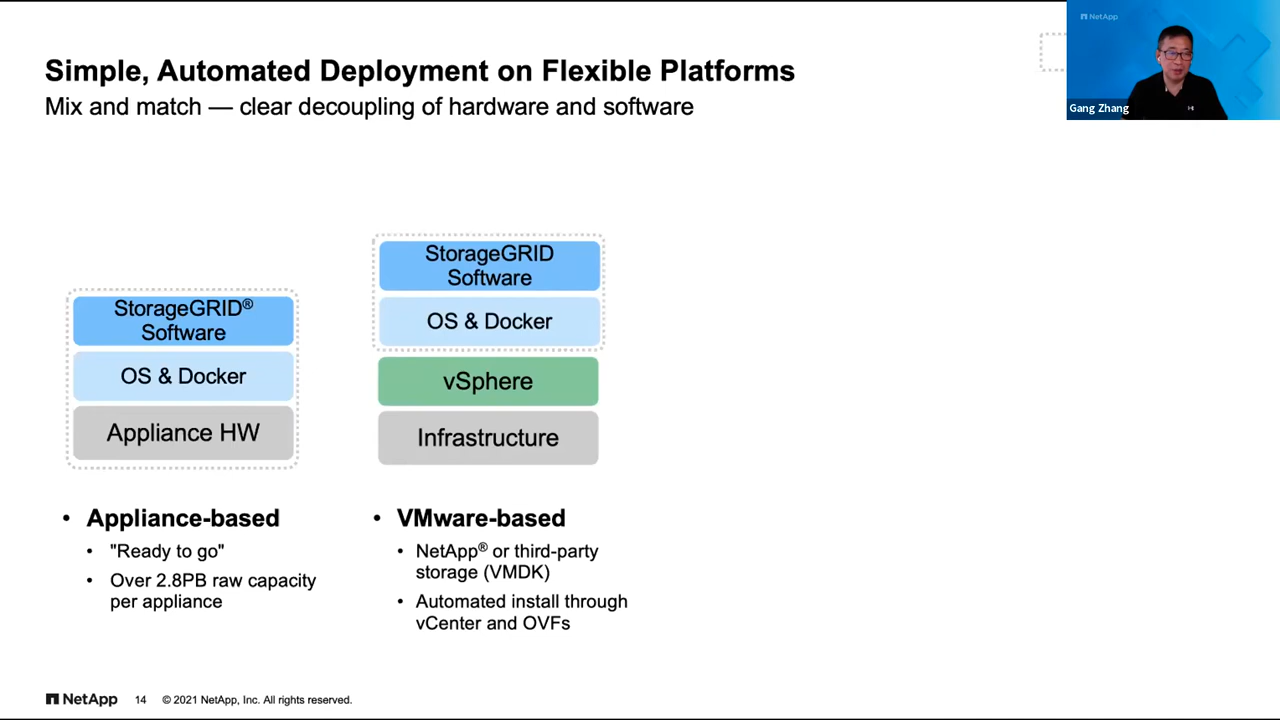 Simple, Automated Deployment on Flexible Platforms
Mix and match — clear decoupling of hardware and software
NetApp
Gang Zhang
StorageGRID®
Software
OS & Docker
Appliance HW
StorageGRID
Software
OS & Docker
vSphere
Infrastructure
• Appliance-based
• "Ready to go"
• Over 2.8PB raw capacity
per appliance
• VMware-based
• NetApp® or third-party
storage (VMDK)
• Automated install through
vCenter and OVFs
NetApp 14 © 2021 NetApp, Inc. All rights reserved.